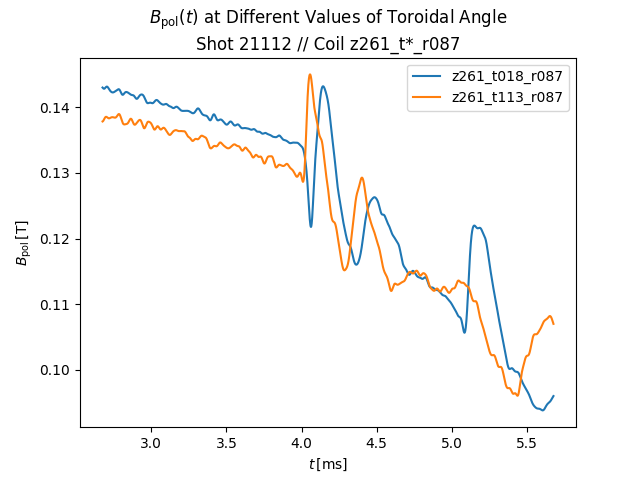 B_pol(t) at Different Values of Toroidal Angle
Shot 21112 // Coil z261_t*_r087
z261_t018_r087
z261_t113_r087
0.14
0.13
0.12
0.11
0.10
B_pol [T]
3.0 3.5 4.0 4.5 5.0 5.5
t [ms]